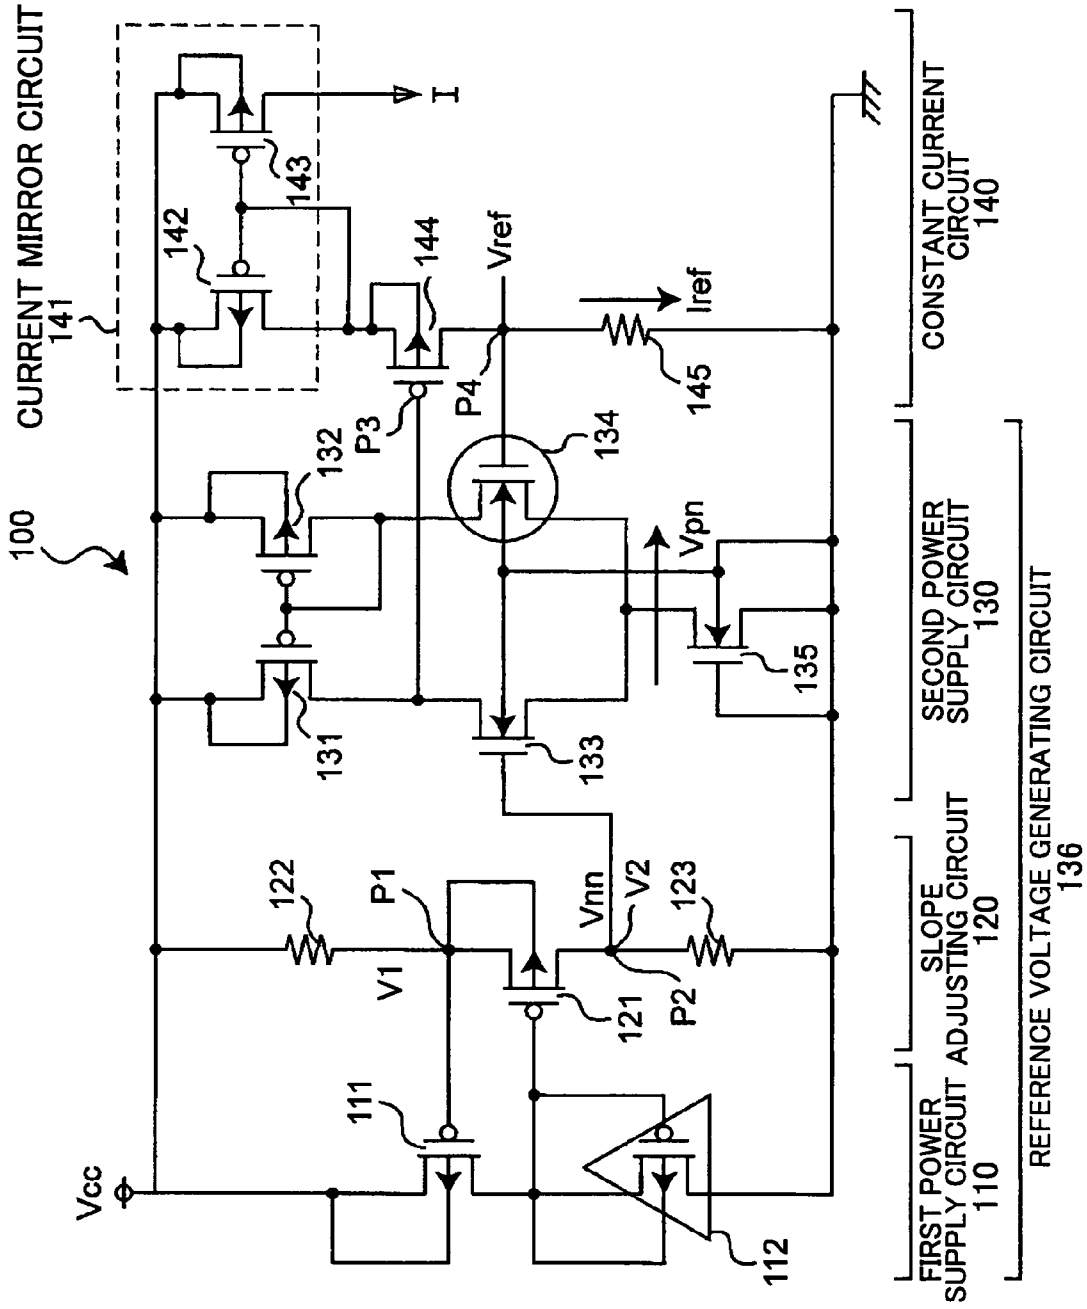 100
CURRENT MIRROR CIRCUIT
141
Vcc
111
112
V1
122
P1
121
Vnn
V2
P2
123
131
132
133
134
Vpn
135
P3
P4
142
143
I
144
Vref
Iref
145
FIRST POWER
SUPPLY CIRCUIT
110
SLOPE
ADJUSTING CIRCUIT
120
SECOND POWER
SUPPLY CIRCUIT
130
CONSTANT CURRENT
CIRCUIT
140
REFERENCE VOLTAGE GENERATING CIRCUIT
136